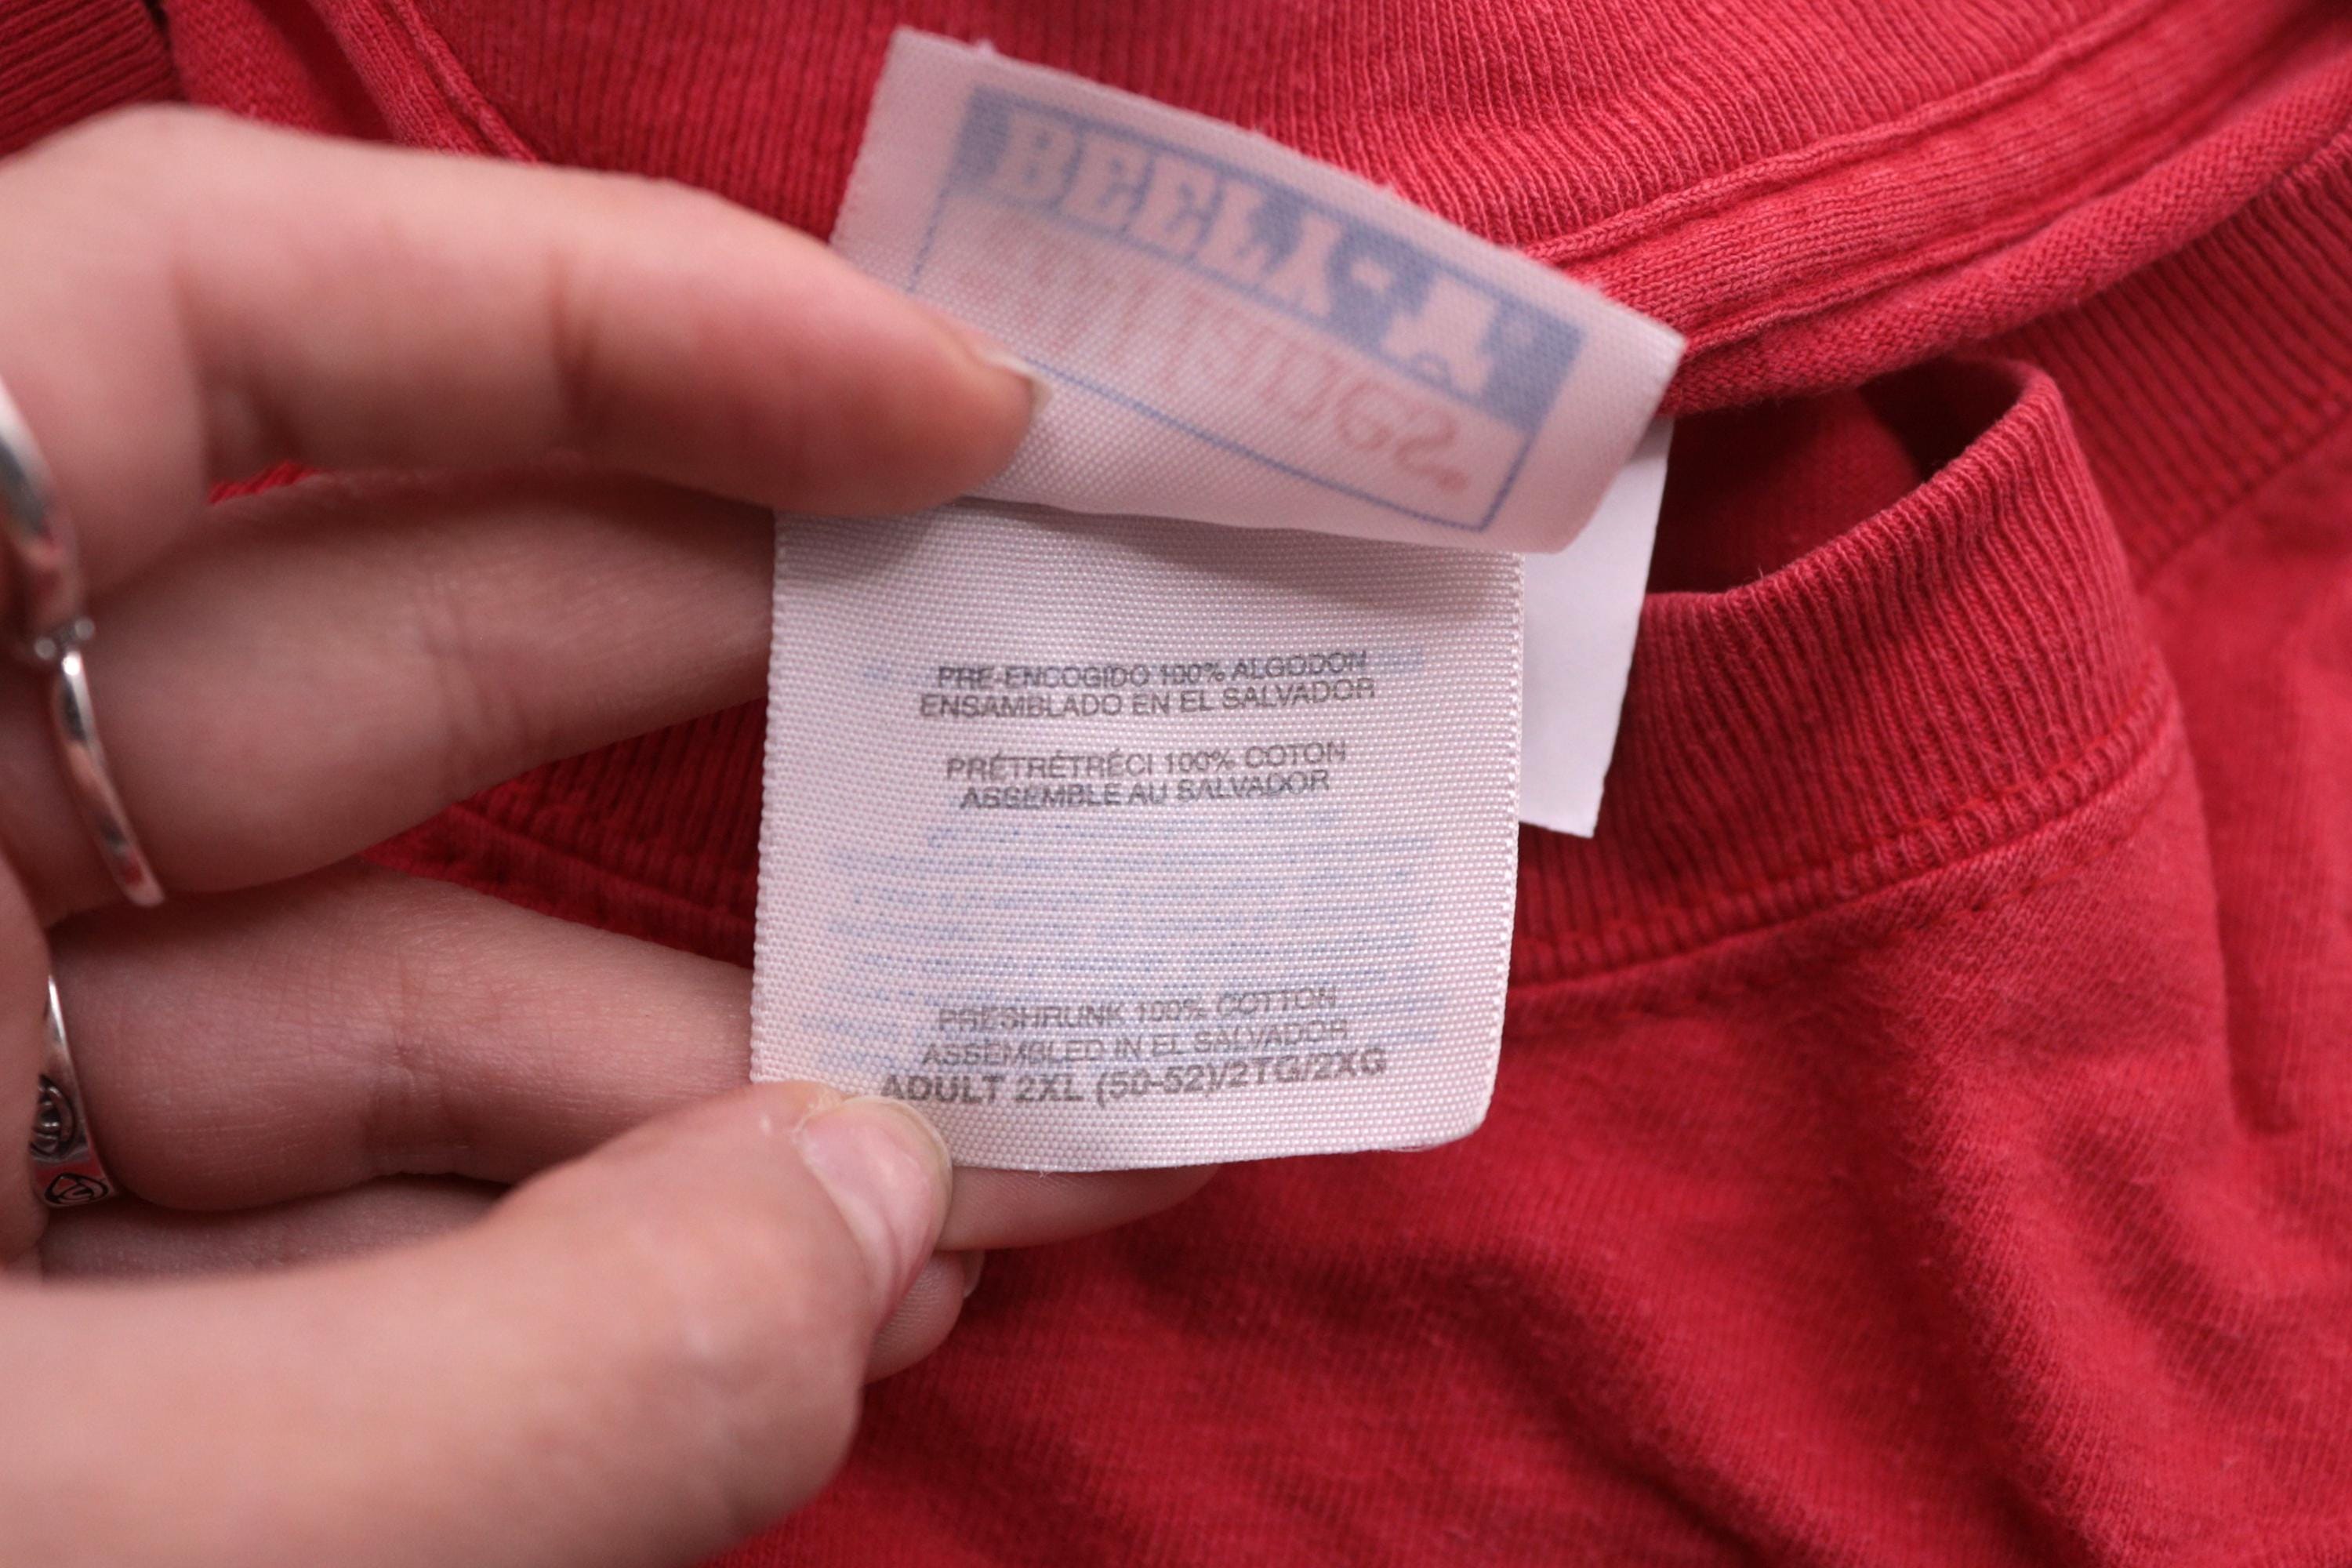 BEEFY-T
Hanes
PRE-ENCOGIDO 100% ALGODON
ENSAMBLADO EN EL SALVADOR
PRÉTRÉTRÉCI 100% COTON
ASSEMBLE AU SALVADOR
PRESHRUNK 100% COTTON
ASSEMBLED IN EL SALVADOR
ADULT 2XL (50-52)/2TG/2XG